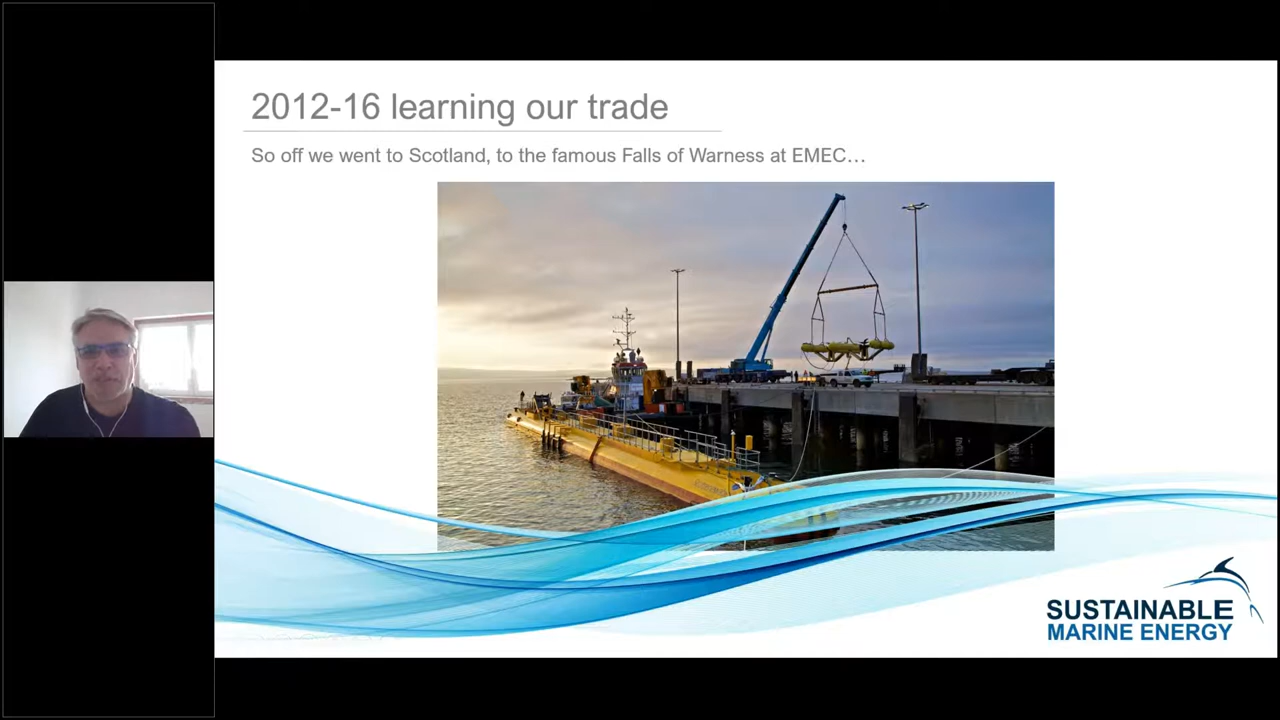 2012-16 learning our trade
So off we went to Scotland, to the famous Falls of Warness at EMEC…
SUSTAINABLE
MARINE ENERGY